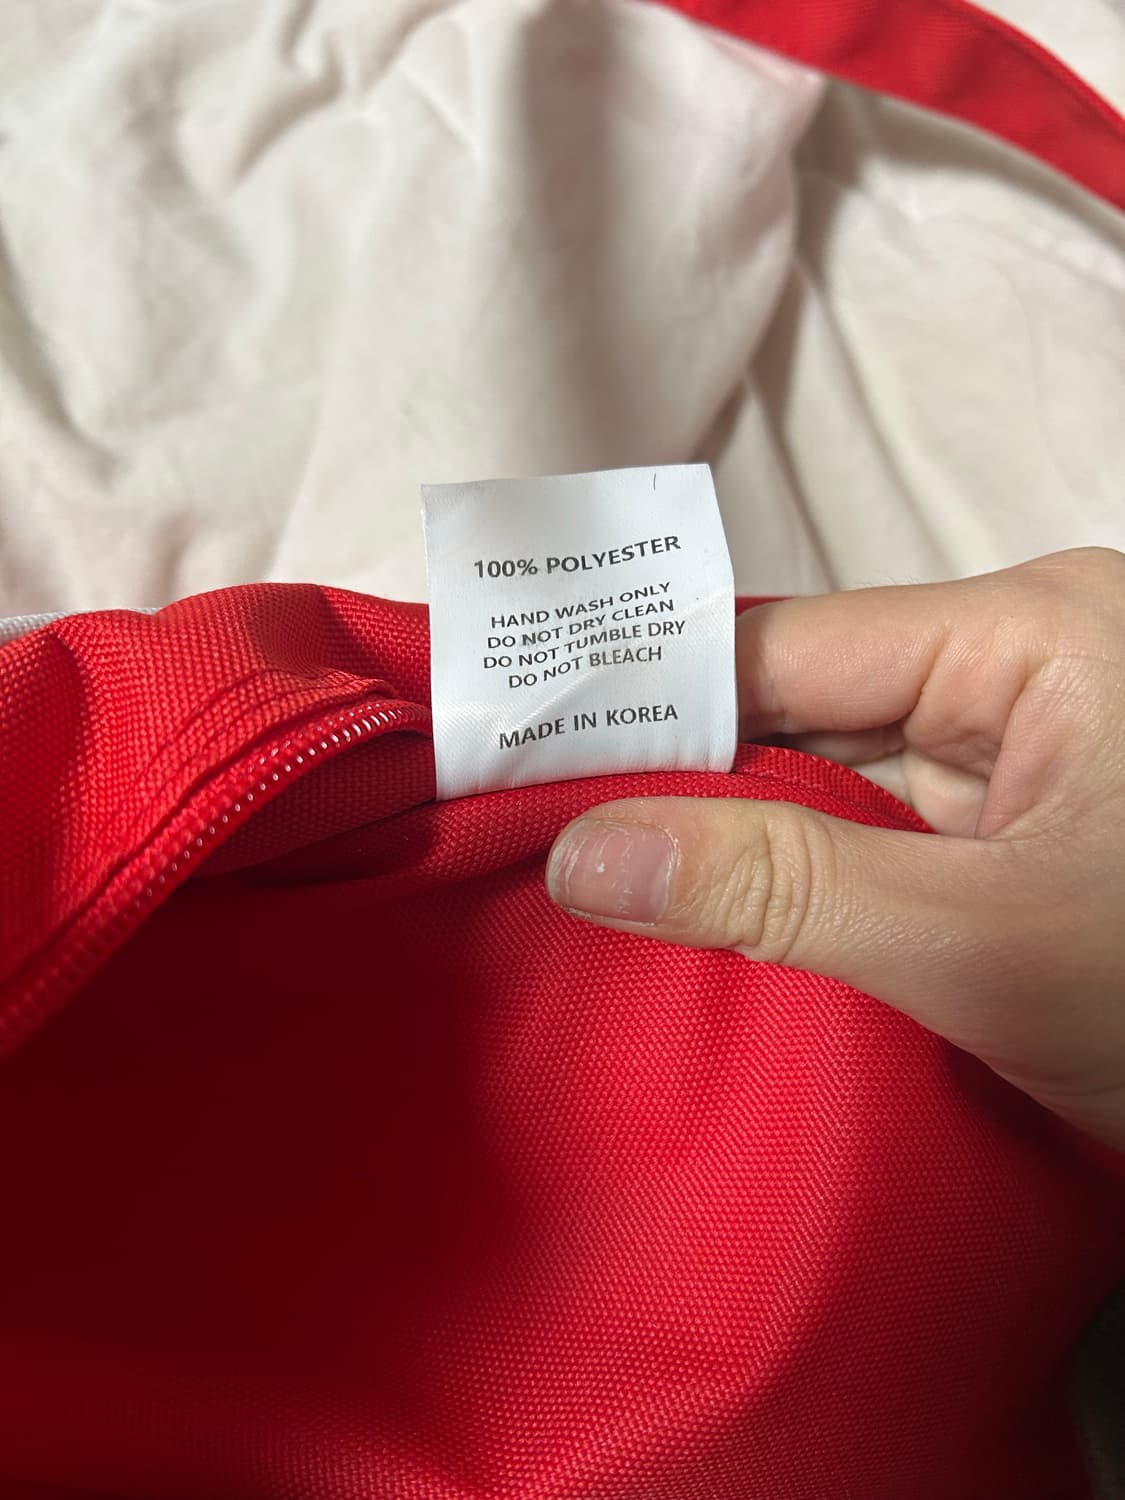 100% POLYESTER
HAND WASH ONLY
DO NOT DRY CLEAN
DO NOT TUMBLE DRY
DO NOT BLEACH
MADE IN KOREA